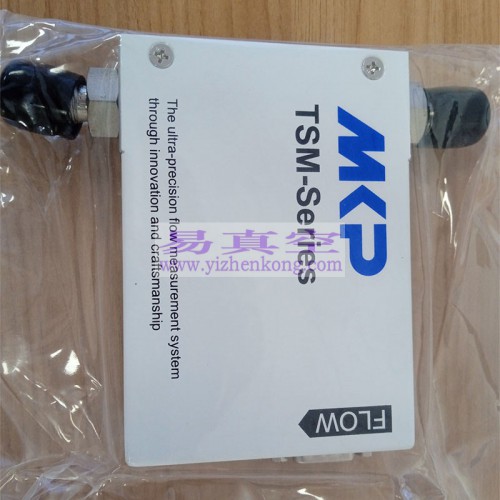 MKP
TSM-Series
The ultra-precision flow measurement system
through innovation and craftsmanship
FLOW
易真空
www.yizhenkong.com